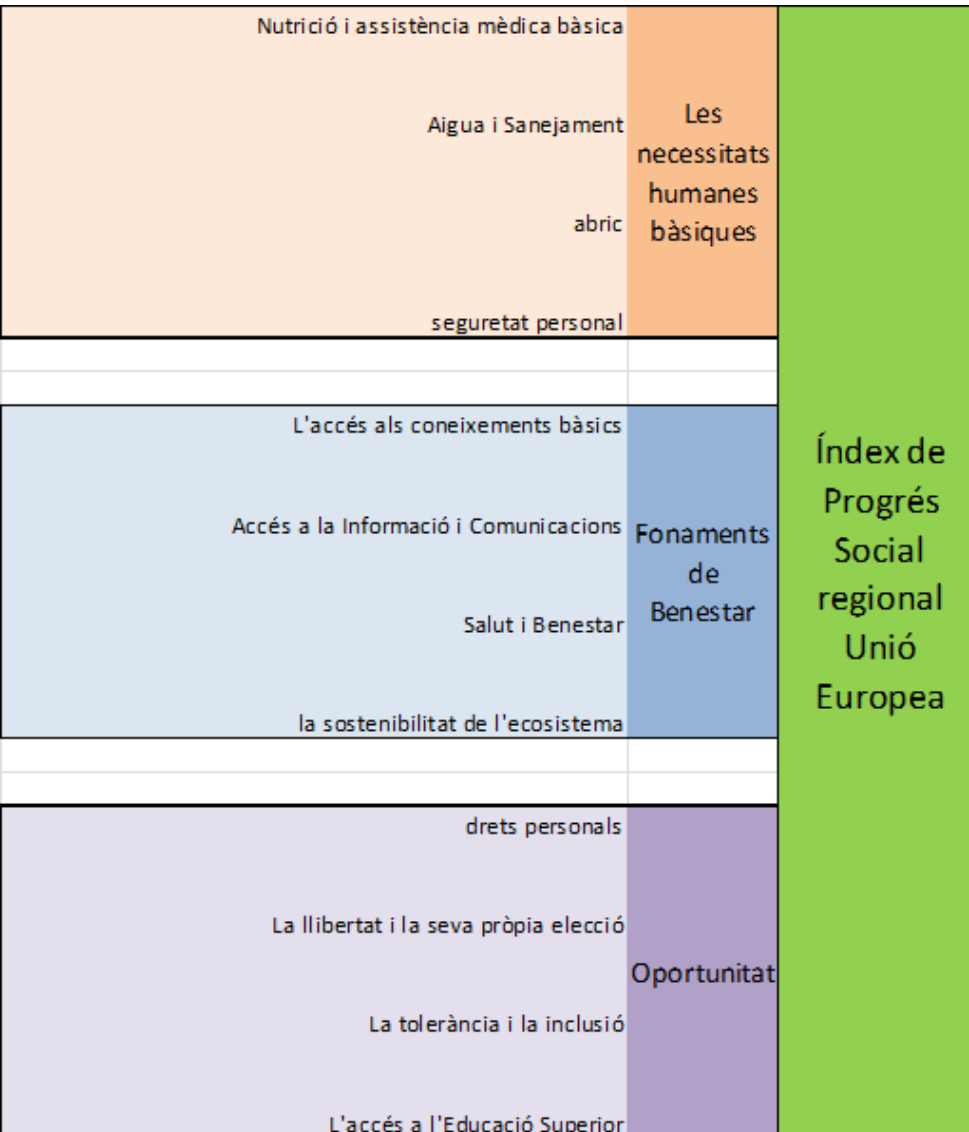 Nutrició i assistència mèdica bàsica
Aigua i Sanejament
abric
seguretat personal
Les
necessitats
humanes
bàsiques
L'accés als coneixements bàsics
Accés a la Informació i Comunicacions
Salut i Benestar
la sostenibilitat de l'ecosistema
Fonaments
de
Benestar
drets personals
La llibertat i la seva pròpia elecció
La tolerància i la inclusió
L'accés a l'Educació Superior
Oportunitat
Índex de
Progrés
Social
regional
Unió
Europea